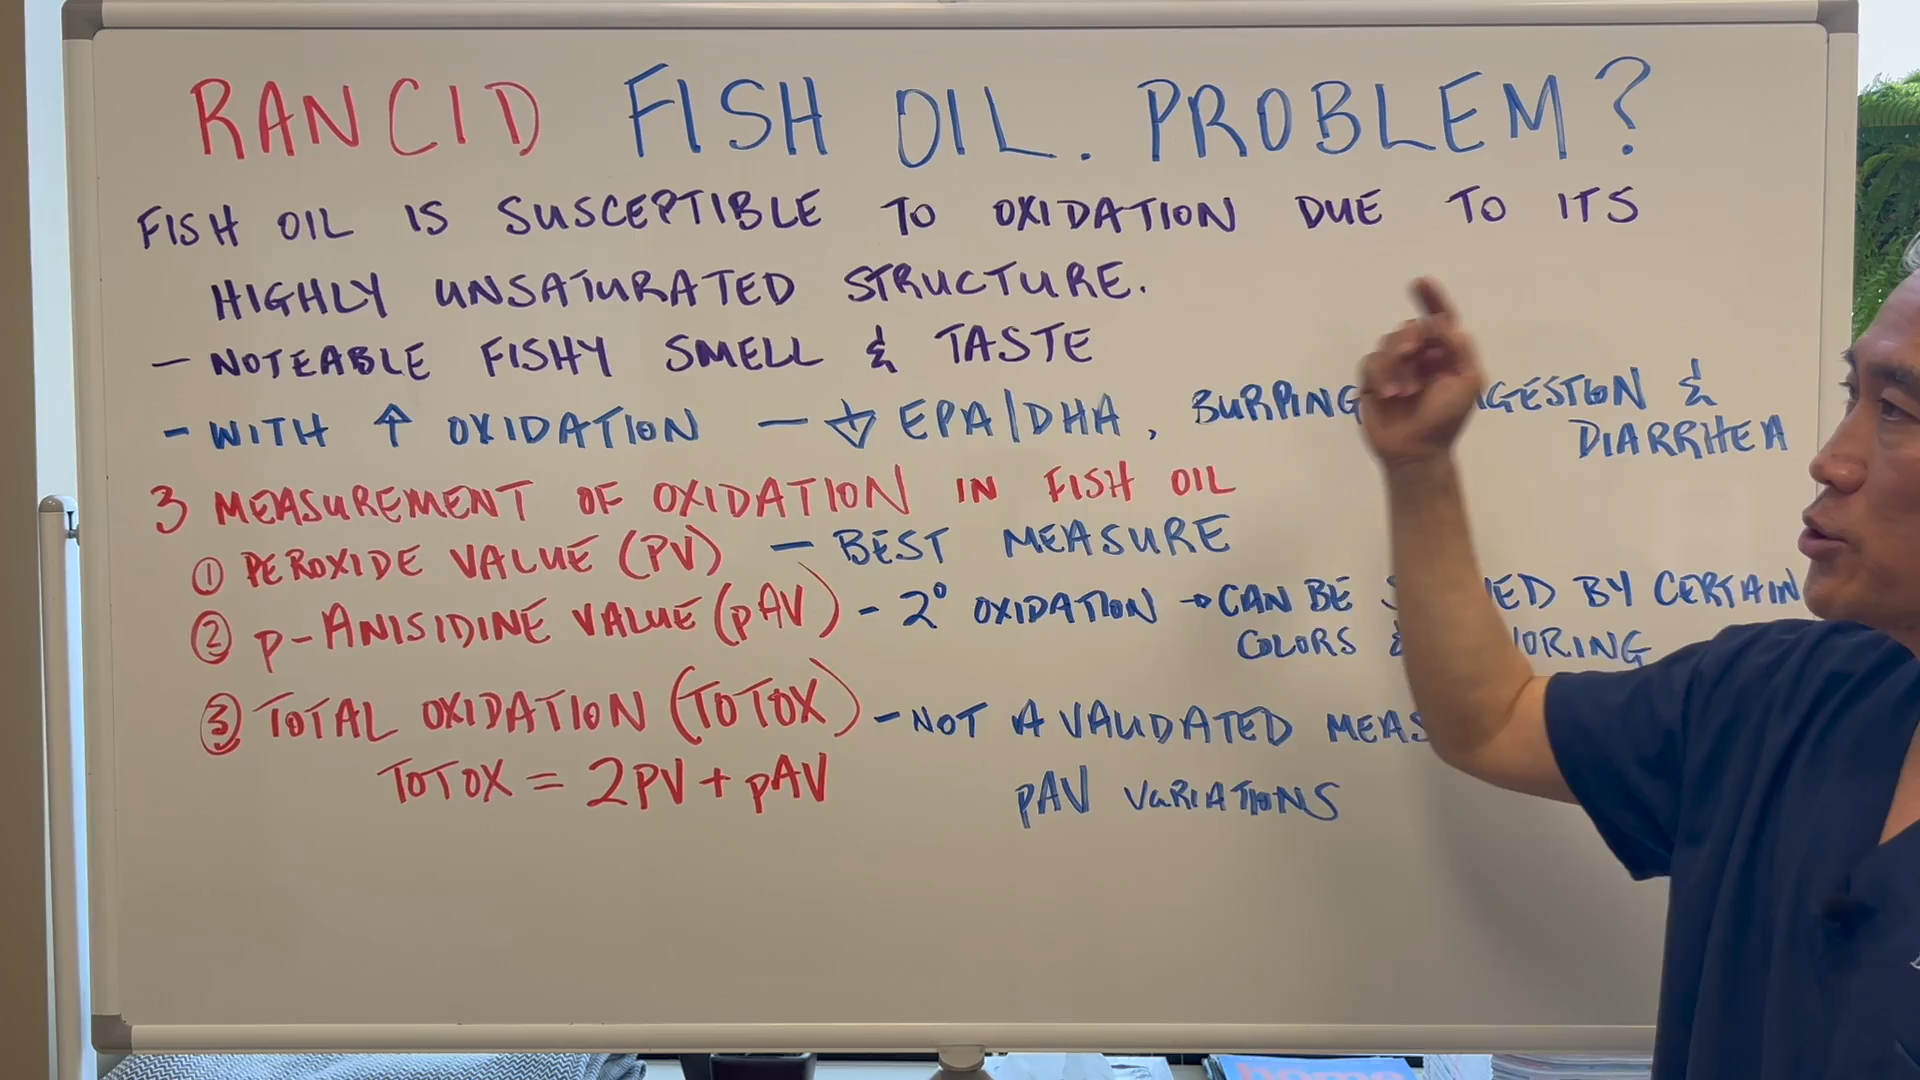 RANCID FISH OIL. PROBLEM?
FISH OIL IS SUSCEPTIBLE TO OXIDATION DUE TO ITS
HIGHLY UNSATURATED STRUCTURE.
- NOTEABLE FISHY SMELL & TASTE
- WITH ↑ OXIDATION - ↓ EPA/DHA, BURPING &
DIARRHEA
3 MEASUREMENT OF OXIDATION IN FISH OIL
① PEROXIDE VALUE (PV) - BEST MEASURE
② p-ANISIDINE VALUE (pAV) - 2° OXIDATION → CAN BE BY CERTAIN
COLORS &
③ TOTAL OXIDATION (TOTOX) - NOT A VALIDATED
TOTOX = 2PV + pAV
pAV VARIATIONS
home